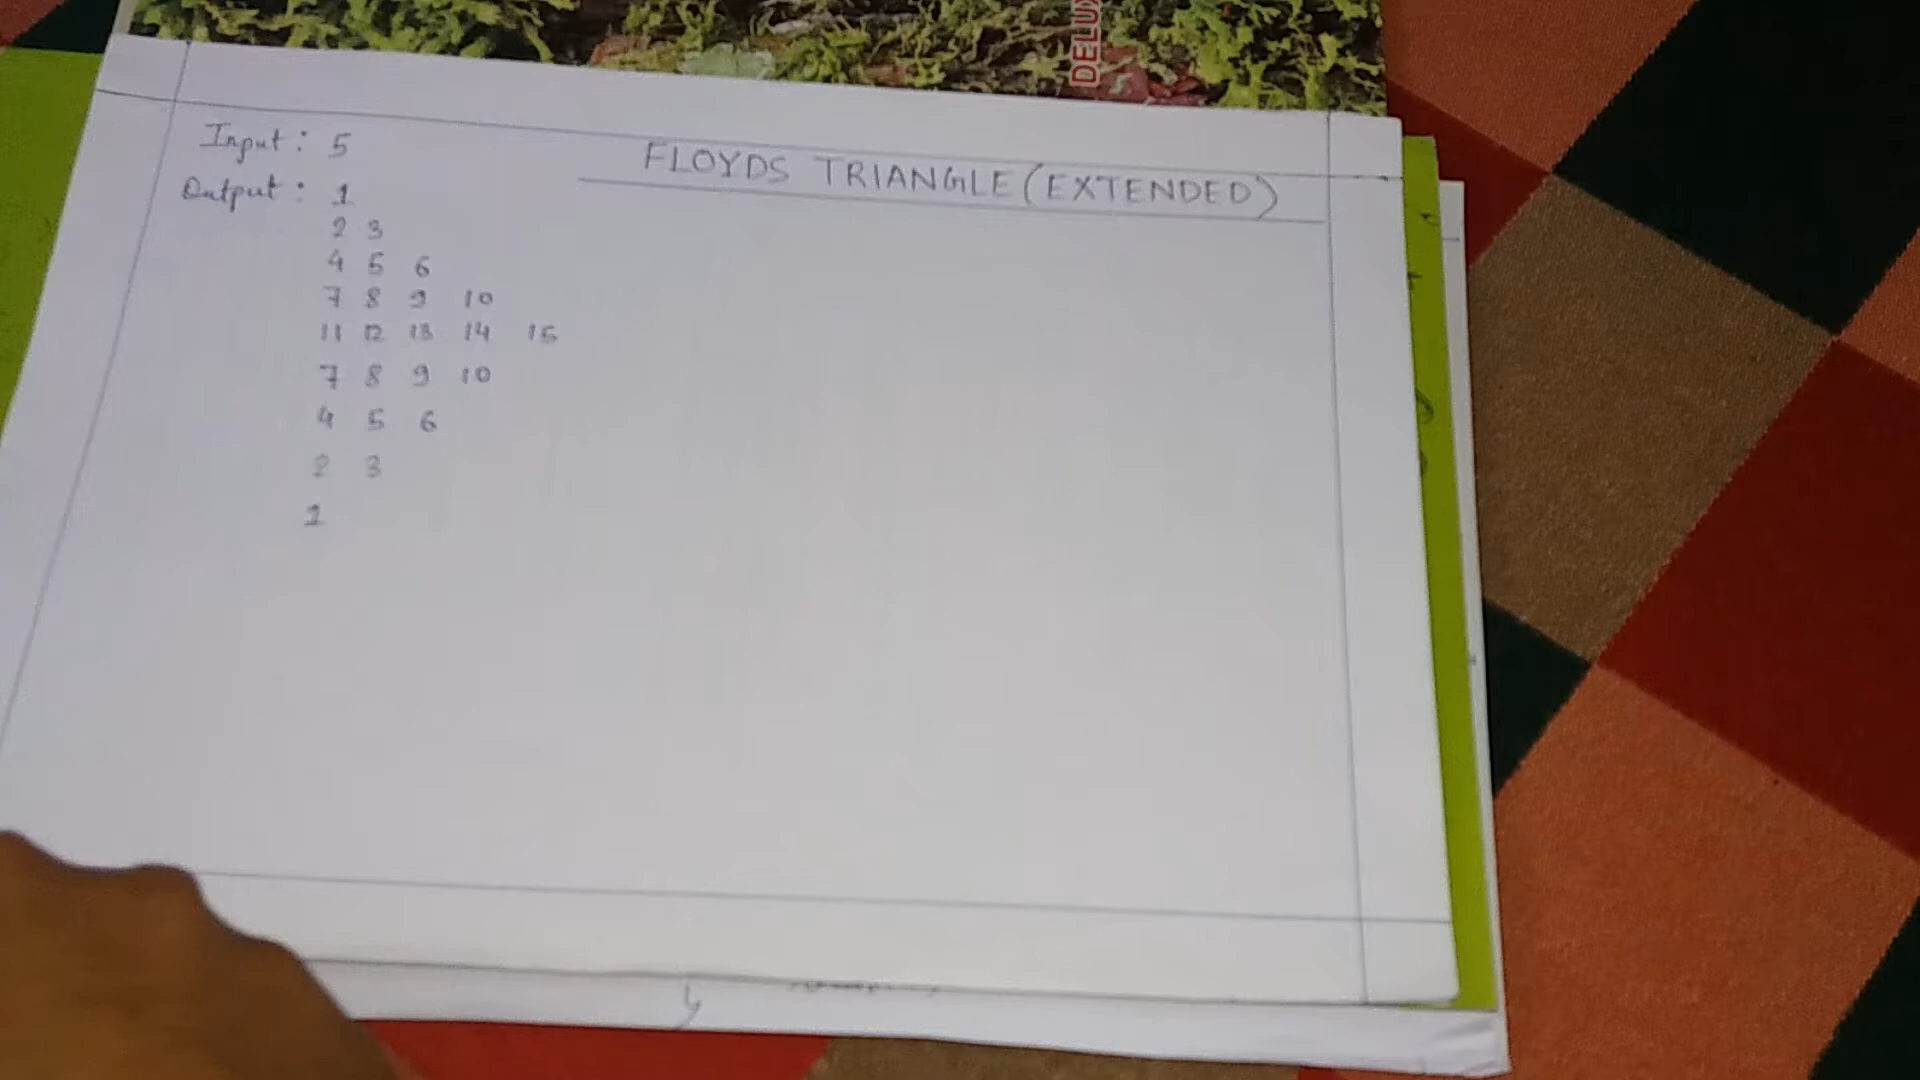 DELUX
Input: 5
FLOYDS TRIANGLE (EXTENDED)
Output: 1
2 3
4 5 6
7 8 9 10
11 12 13 14 15
7 8 9 10
4 5 6
2 3
1